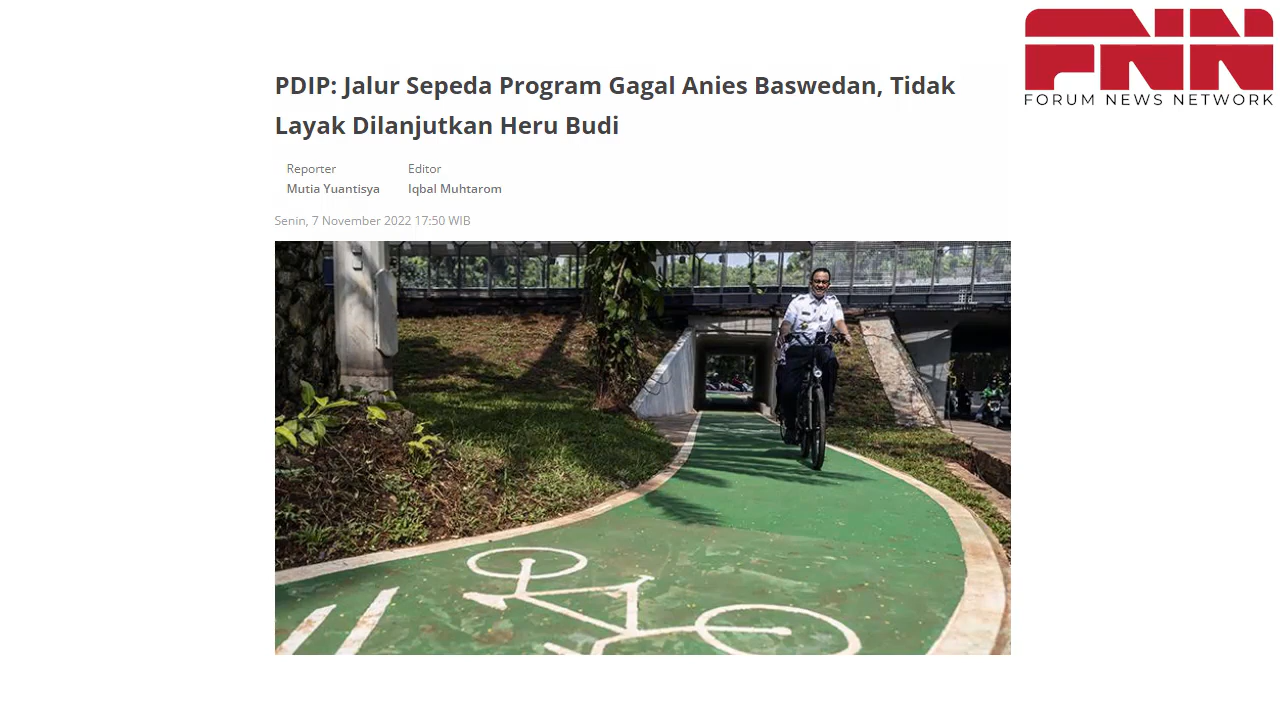 FNN
FORUM NEWS NETWORK
PDIP: Jalur Sepeda Program Gagal Anies Baswedan, Tidak
Layak Dilanjutkan Heru Budi
Reporter Editor
Mutia Yuantisya Iqbal Muhtarom
Senin, 7 November 2022 17:50 WIB